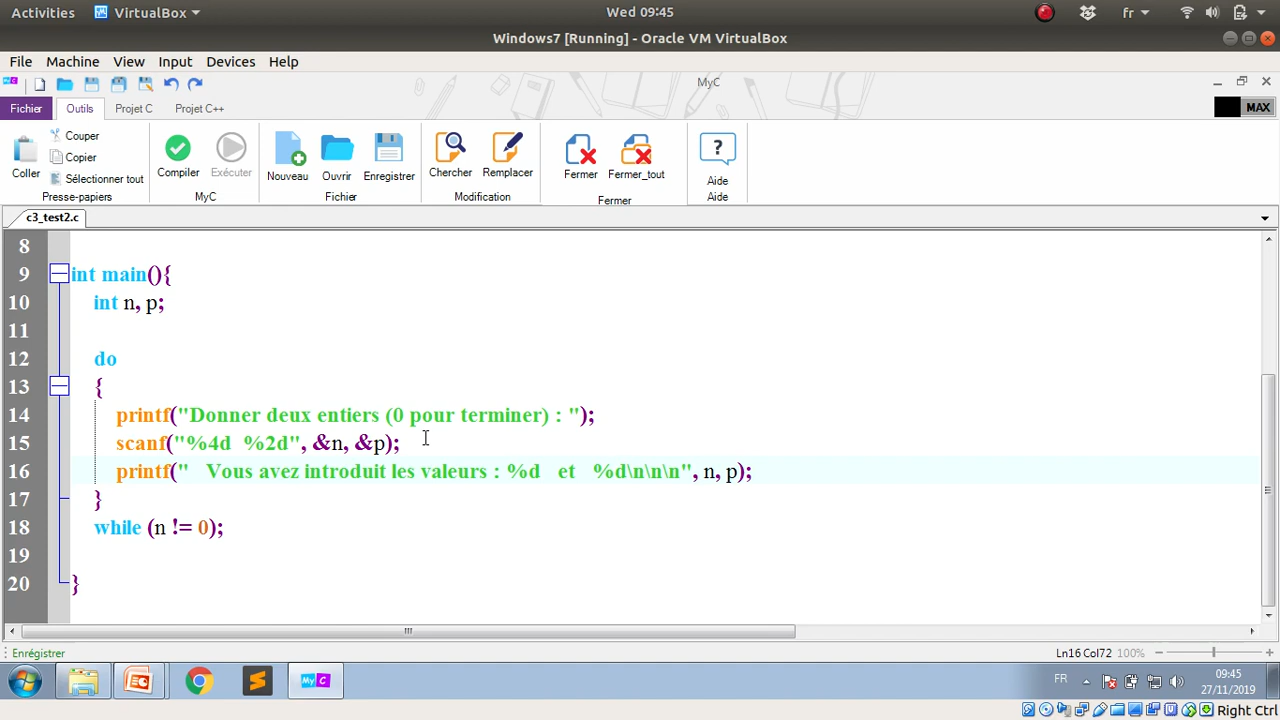 Activities VirtualBox Wed 09:45 fr
Windows7 [Running] - Oracle VM VirtualBox
File Machine View Input Devices Help
MyC MyC
Fichier Outils Projet C Projet C++ MAX
Coller Couper Copier Sélectionner tout
Compiler Exécuter Nouveau Ouvrir Enregistrer Chercher Remplacer Fermer Fermer_tout ? Aide
Presse-papiers MyC Fichier Modification Fermer Aide
c3_test2.c
8
9 int main(){
10 int n, p;
11
12 do
13 {
14 printf("Donner deux entiers (0 pour terminer) : ");
15 scanf("%4d  %2d", &n, &p);
16 printf("   Vous avez introduit les valeurs : %d   et   %d\n\n\n", n, p);
17 }
18 while (n != 0);
19
20 }
Enrégistrer Ln16 Col72 100%
MyC FR 09:45
27/11/2019
Right Ctrl